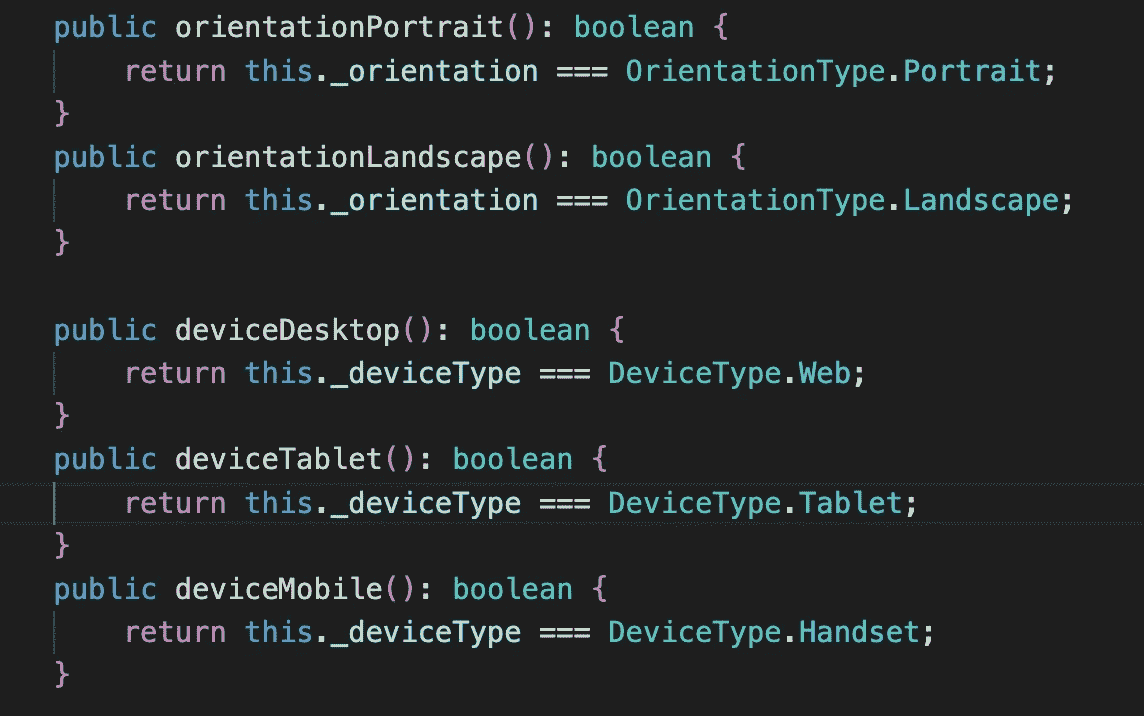 public orientationPortrait(): boolean {
return this._orientation === OrientationType.Portrait;
}
public orientationLandscape(): boolean {
return this._orientation === OrientationType.Landscape;
}
public deviceDesktop(): boolean {
return this._deviceType === DeviceType.Web;
}
public deviceTablet(): boolean {
return this._deviceType === DeviceType.Tablet;
}
public deviceMobile(): boolean {
return this._deviceType === DeviceType.Handset;
}